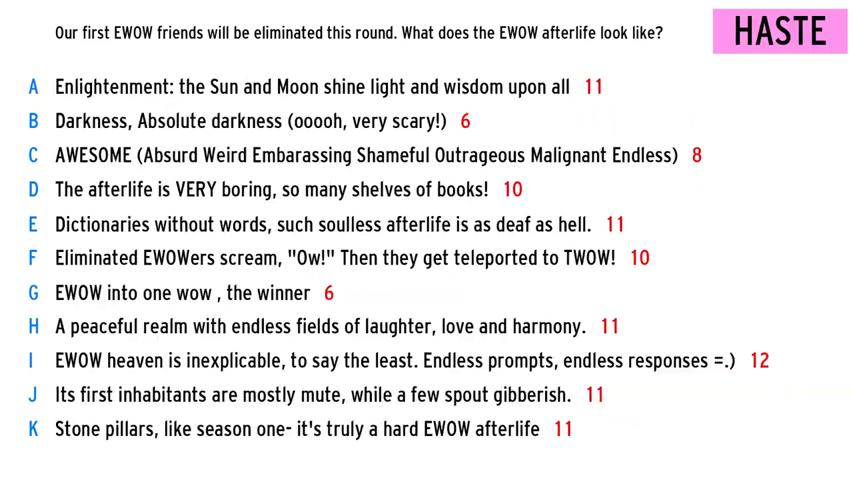 Our first EWOW friends will be eliminated this round. What does the EWOW afterlife look like?
HASTE
A Enlightenment: the Sun and Moon shine light and wisdom upon all 11
B Darkness, Absolute darkness (ooooh, very scary!) 6
C AWESOME (Absurd Weird Embarassing Shameful Outrageous Malignant Endless) 8
D The afterlife is VERY boring, so many shelves of books! 10
E Dictionaries without words, such soulless afterlife is as deaf as hell. 11
F Eliminated EWOWers scream, "Ow!" Then they get teleported to TWOW! 10
G EWOW into one wow , the winner 6
H A peaceful realm with endless fields of laughter, love and harmony. 11
I EWOW heaven is inexplicable, to say the least. Endless prompts, endless responses =.) 12
J Its first inhabitants are mostly mute, while a few spout gibberish. 11
K Stone pillars, like season one- it's truly a hard EWOW afterlife 11